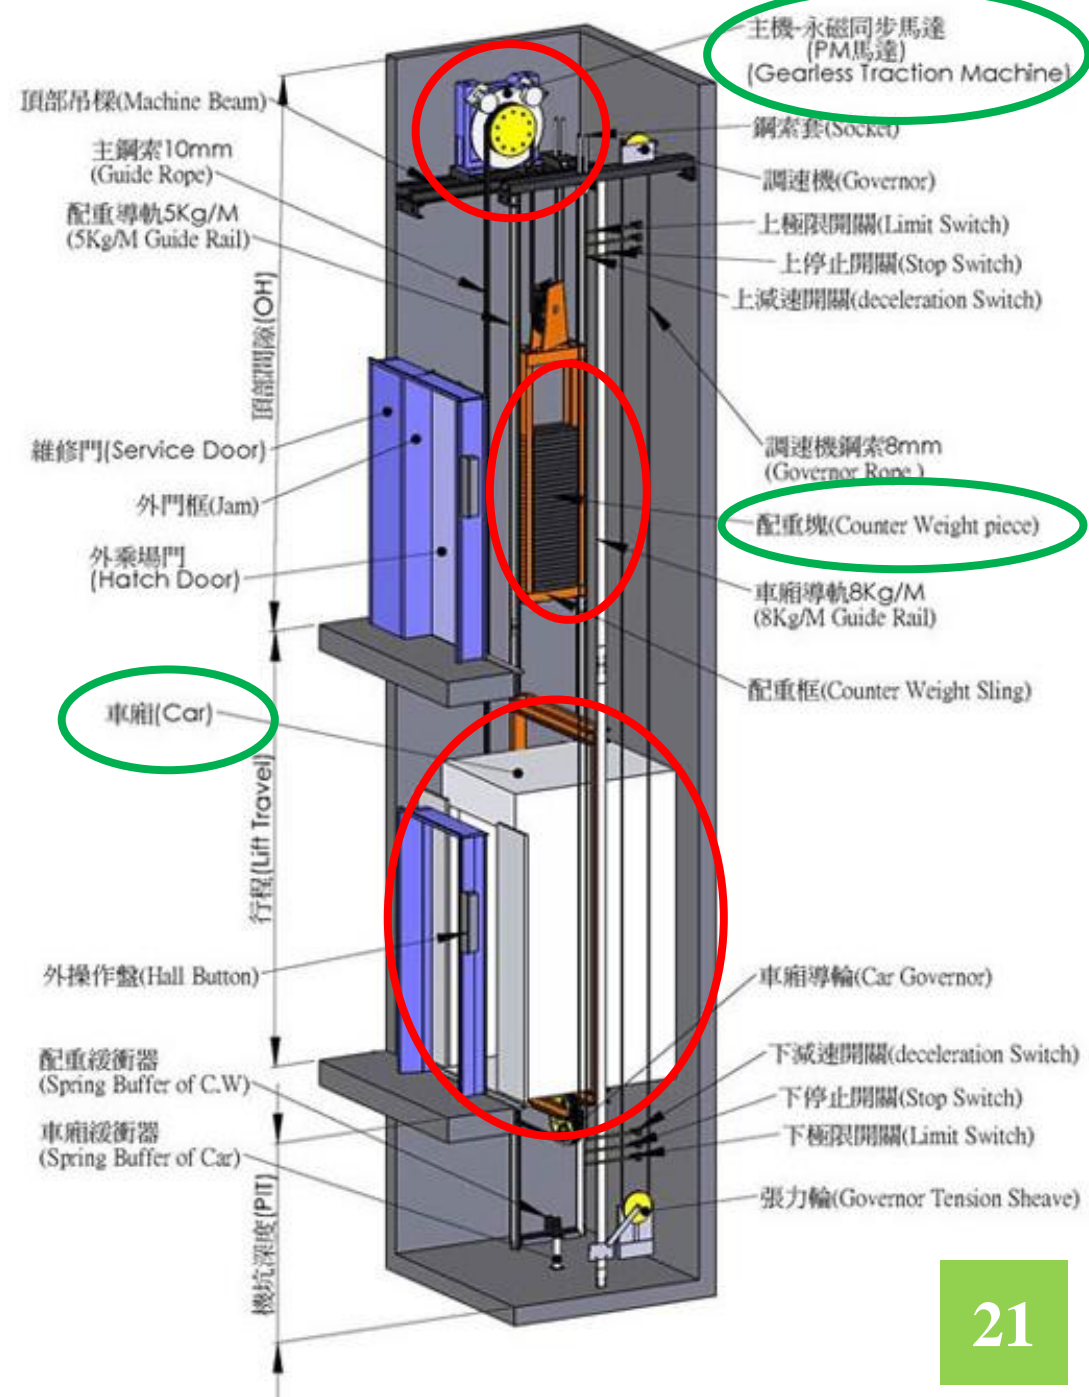 主機-永磁同步馬達
(PM馬達)
(Gearless Traction Machine)
頂部吊樑(Machine Beam)
鋼索套(Socket)
主鋼索10mm
(Guide Rope)
調速機(Governor)
配重導軌5Kg/M
(5Kg/M Guide Rail)
上極限開關(Limit Switch)
上停止開關(Stop Switch)
上減速開關(deceleration Switch)
頂部間隙(OH)
維修門(Service Door)
調速機鋼索8mm
(Governor Rope )
外門框(Jam)
配重塊(Counter Weight piece)
外乘場門
(Hatch Door)
車廂導軌8Kg/M
(8Kg/M Guide Rail)
配重框(Counter Weight Sling)
車廂(Car)
行程(Lift Travel)
外操作盤(Hall Button)
車廂導輪(Car Governor)
配重緩衝器
(Spring Buffer of C.W)
下減速開關(deceleration Switch)
下停止開關(Stop Switch)
車廂緩衝器
(Spring Buffer of Car)
下極限開關(Limit Switch)
張力輪(Governor Tension Sheave)
機坑深度(PIT)
21